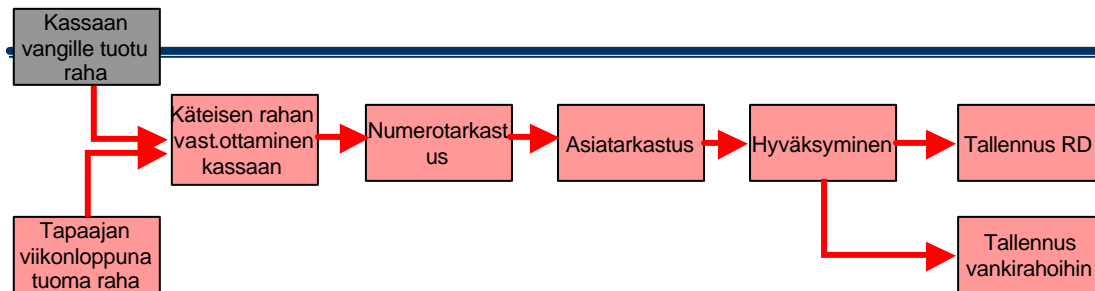 Kassaan
vangille tuotu
raha
Käteisen rahan
vast.ottaminen
kassaan
Numerotarkast
us
Asiatarkastus
Hyväksyminen
Tallennus RD
Tapaajan
viikonloppuna
tuoma raha
Tallennus
vankirahoihin